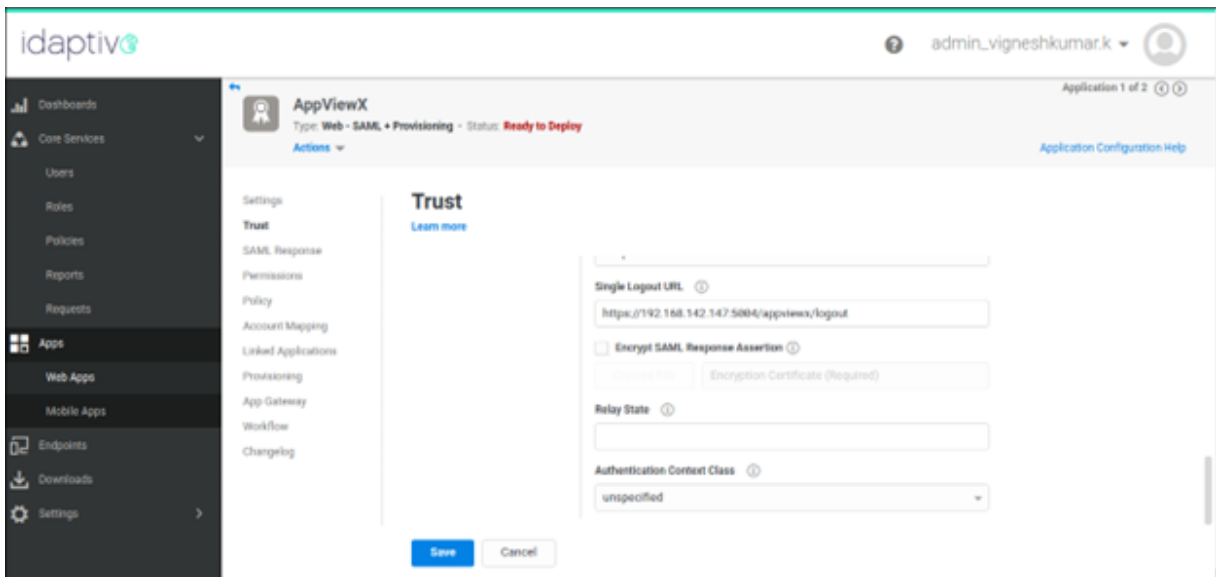 idaptive
admin_vigneshkumar.k
Dashboards
Core Services
Users
Roles
Policies
Reports
Requests
Apps
Web Apps
Mobile Apps
Endpoints
Downloads
Settings
Application 1 of 2
AppViewX
Type: Web - SAML + Provisioning - Status: Ready to Deploy
Actions
Application Configuration Help
Settings
Trust
SAML Response
Permissions
Policy
Account Mapping
Linked Applications
Provisioning
App Gateway
Workflow
Changelog
Trust
Learn more
Single Logout URL
https://192.168.142.147:5004/appviewx/logout
Encrypt SAML Response Assertion
Choose File
Encryption Certificate (Required)
Relay State
Authentication Context Class
unspecified
Save
Cancel